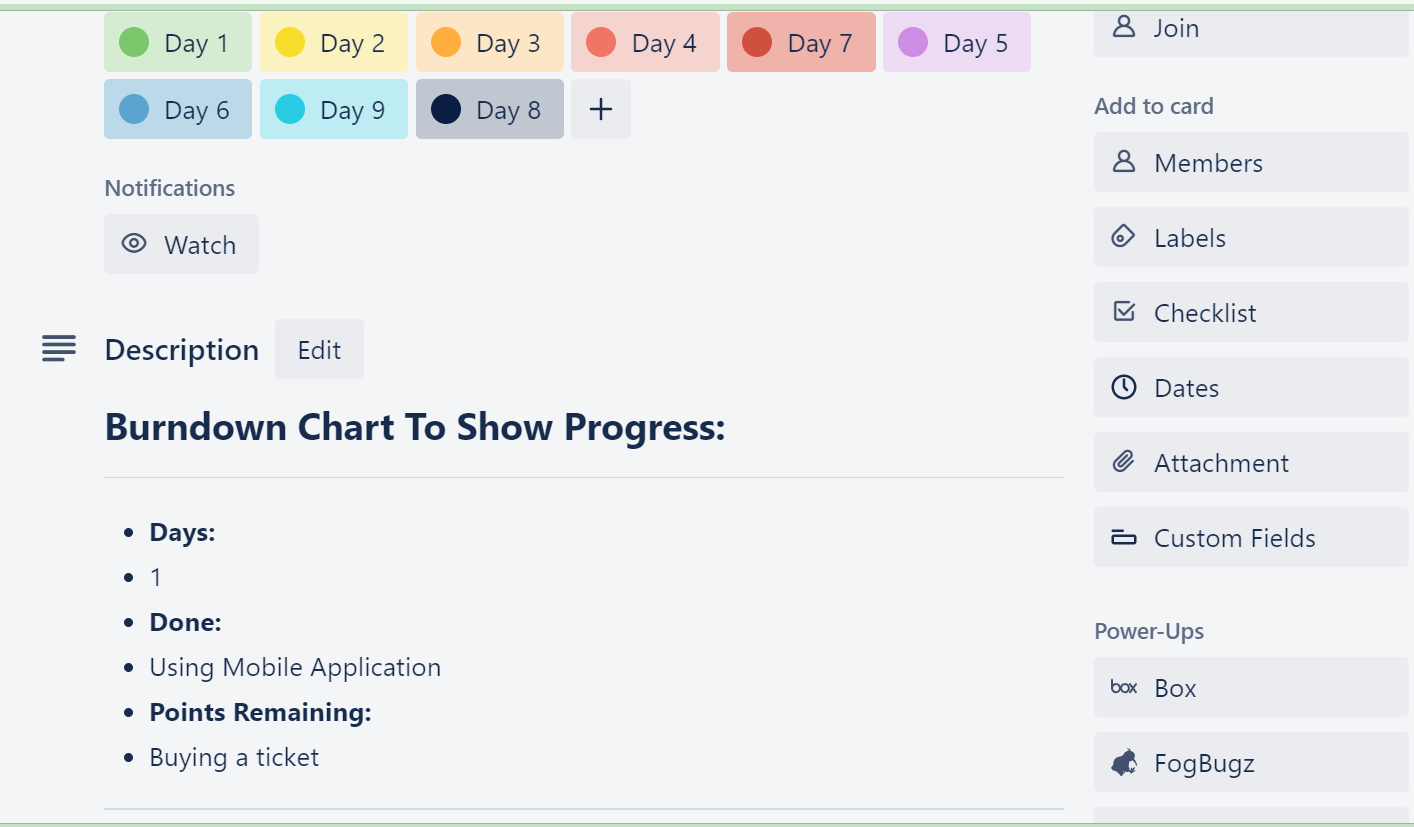 Day 1
Day 2
Day 3
Day 4
Day 7
Day 5
Day 6
Day 9
Day 8
Notifications
Watch
Description
Edit
Burndown Chart To Show Progress:
Days:
1
Done:
Using Mobile Application
Points Remaining:
Buying a ticket
Join
Add to card
Members
Labels
Checklist
Dates
Attachment
Custom Fields
Power-Ups
box Box
FogBugz